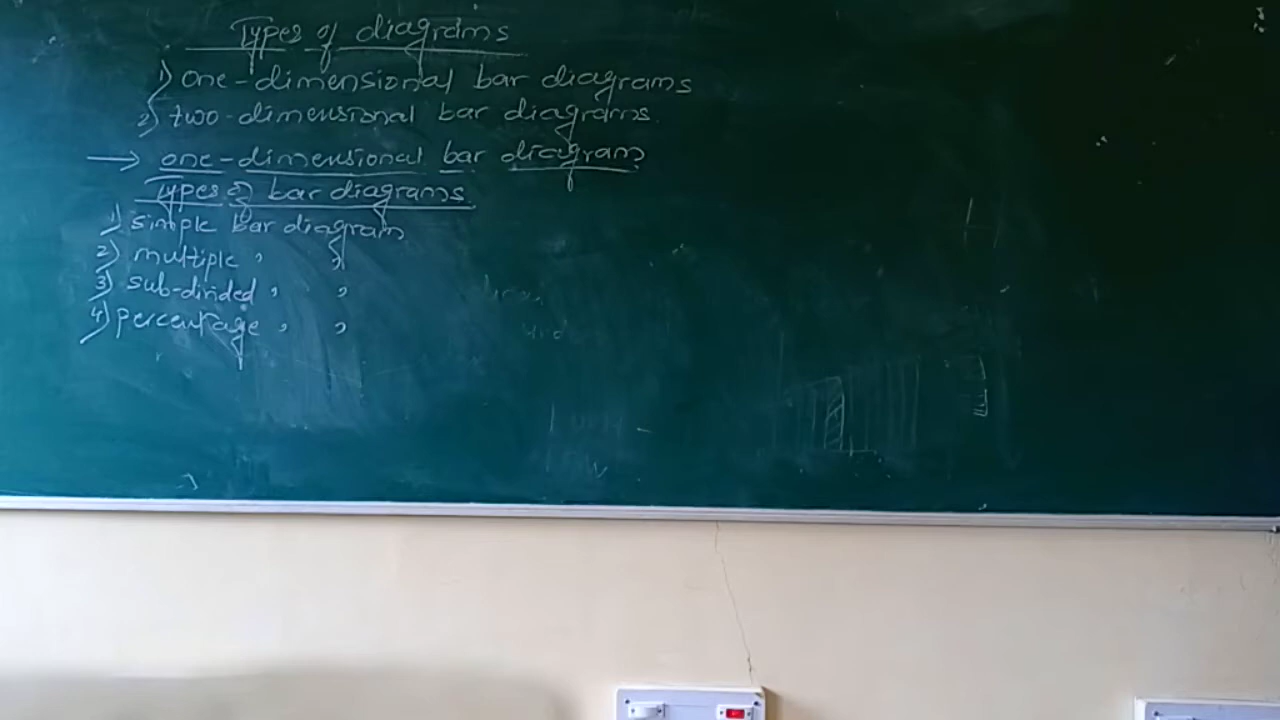 Types of diagrams
1) one-dimensional bar diagrams
2) two-dimensional bar diagrams.
→ one-dimensional bar diagram
Types of bar diagrams.
1) simple bar diagram
2) multiple " "
3) sub-divided " "
4) percentage " "